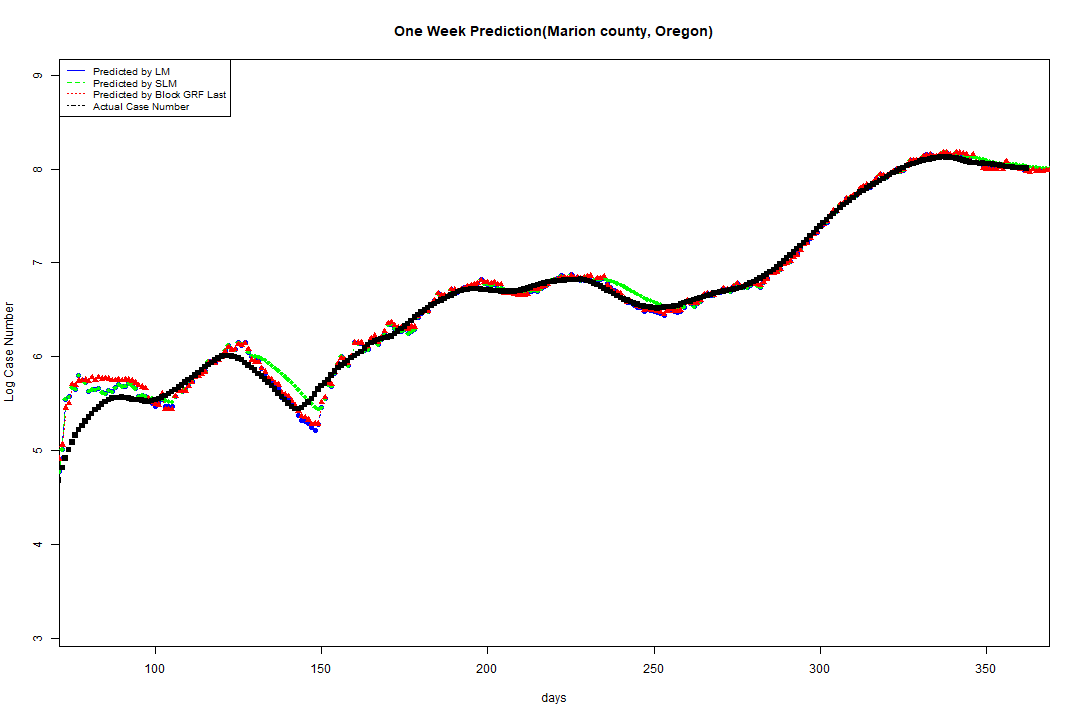 One Week Prediction(Marion county, Oregon)
Predicted by LM
Predicted by SLM
Predicted by Block GRF Last
Actual Case Number
9
8
7
6
5
4
3
Log Case Number
100 150 200 250 300 350
days